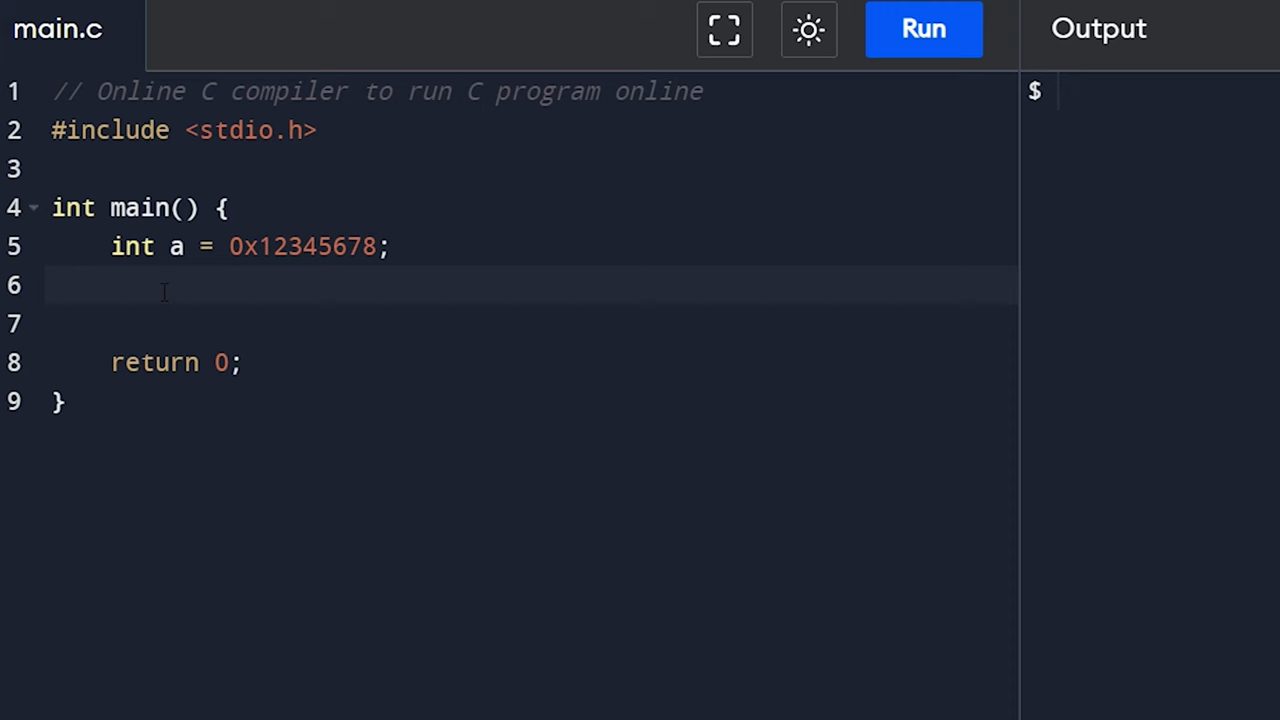 main.c Run Output
1 // Online C compiler to run C program online $
2 #include <stdio.h>
3
4 int main() {
5     int a = 0x12345678;
6
7
8     return 0;
9 }